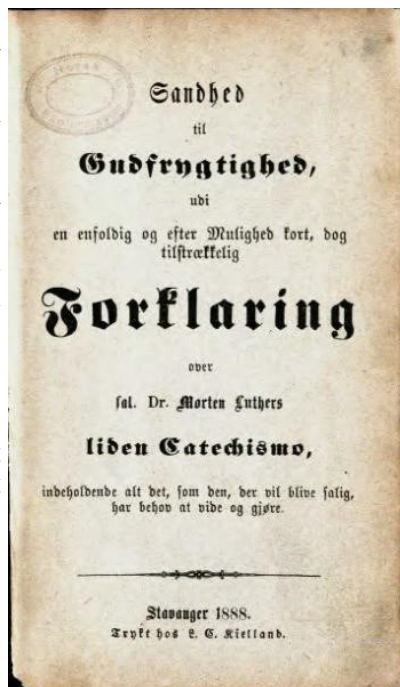 Sandhed
til
Gudfrygtighed,
udi
en enfoldig og efter Mulighed kort, dog
tilstrækkelig
Forklaring
over
sal. Dr. Morten Luthers
liden Catechismo,
indeholdende alt det, som den, der vil blive salig,
har behov at vide og gjøre.
Stavanger 1888.
Trykt hos L. C. Kielland.